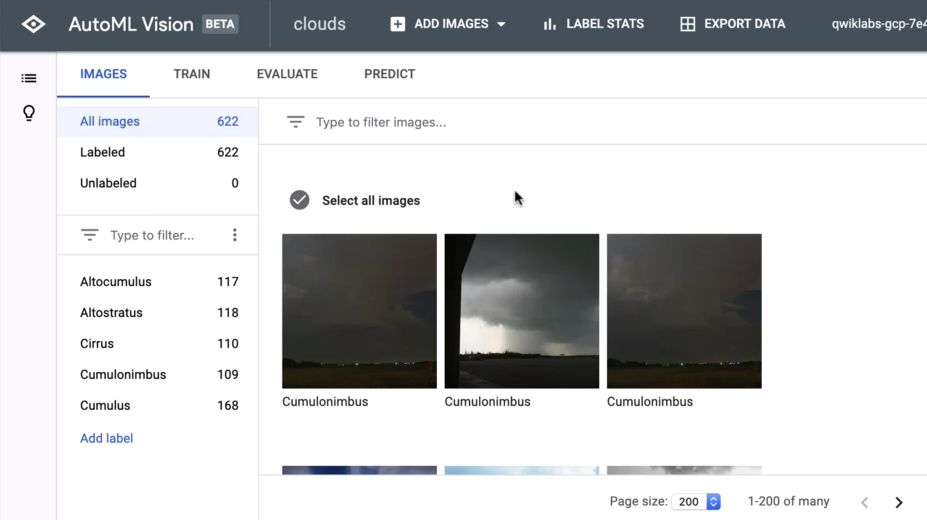 AutoML Vision BETA
clouds
ADD IMAGES
LABEL STATS
EXPORT DATA
qwiklabs-gcp-7e4
IMAGES
TRAIN
EVALUATE
PREDICT
All images 622
Labeled 622
Unlabeled 0
Type to filter...
Altocumulus 117
Altostratus 118
Cirrus 110
Cumulonimbus 109
Cumulus 168
Add label
Type to filter images...
Select all images
Cumulonimbus
Cumulonimbus
Cumulonimbus
Page size: 200
1-200 of many